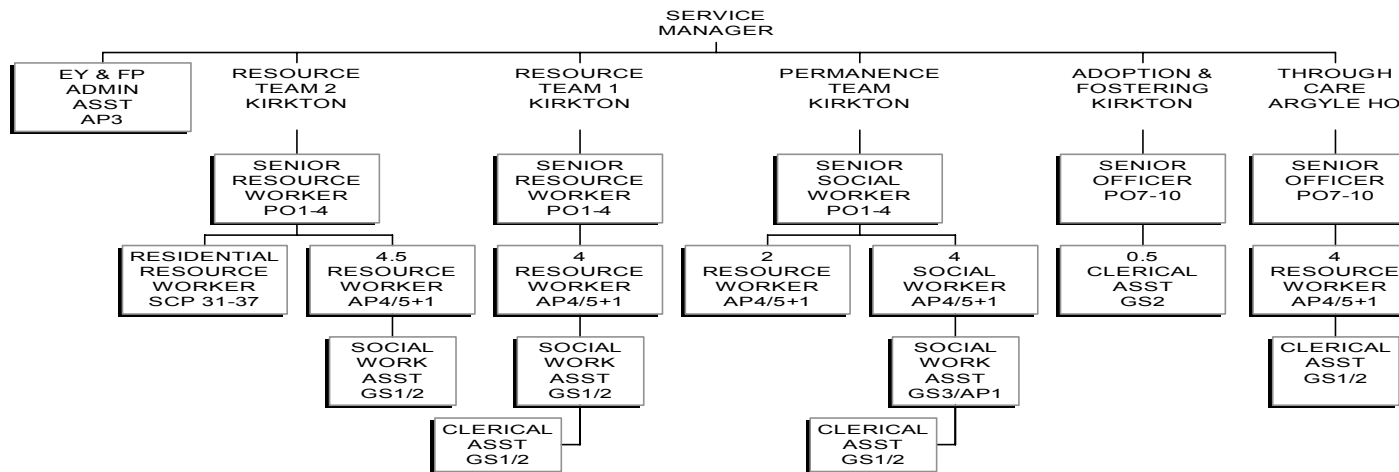 SERVICE
MANAGER
EY & FP
ADMIN
ASST
AP3
RESOURCE
TEAM 2
KIRKTON
RESOURCE
TEAM 1
KIRKTON
PERMANENCE
TEAM
KIRKTON
ADOPTION &
FOSTERING
KIRKTON
THROUGH
CARE
ARGYLE HO
SENIOR
RESOURCE
WORKER
PO1-4
SENIOR
RESOURCE
WORKER
PO1-4
SENIOR
SOCIAL
WORKER
PO1-4
SENIOR
OFFICER
PO7-10
SENIOR
OFFICER
PO7-10
RESIDENTIAL
RESOURCE
WORKER
SCP 31-37
4.5
RESOURCE
WORKER
AP4/5+1
4
RESOURCE
WORKER
AP4/5+1
2
RESOURCE
WORKER
AP4/5+1
4
SOCIAL
WORKER
AP4/5+1
0.5
CLERICAL
ASST
GS2
4
RESOURCE
WORKER
AP4/5+1
SOCIAL
WORK
ASST
GS1/2
SOCIAL
WORK
ASST
GS1/2
SOCIAL
WORK
ASST
GS3/AP1
CLERICAL
ASST
GS1/2
CLERICAL
ASST
GS1/2
CLERICAL
ASST
GS1/2